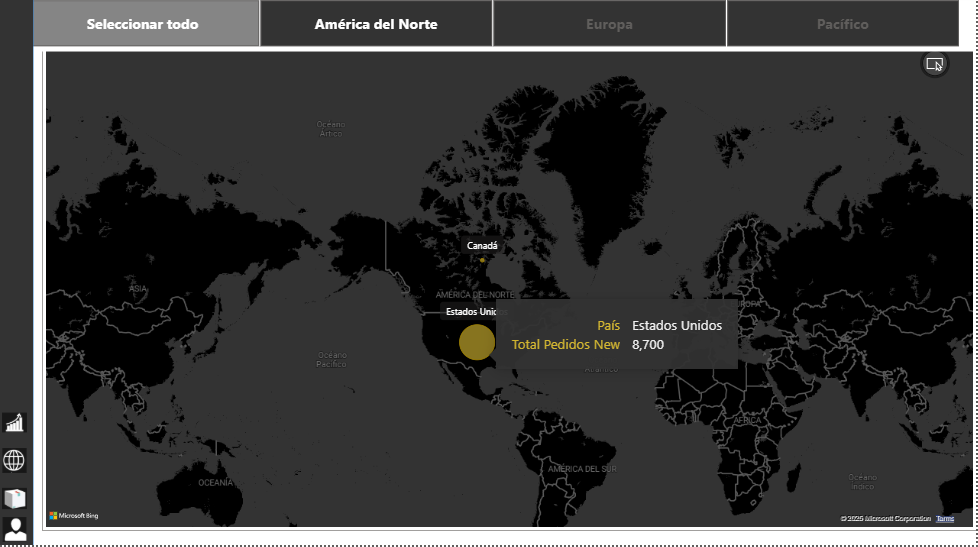 Seleccionar todo
América del Norte
Europa
Pacífico
Océano
Ártico
Canadá
ASIA
AMÉRICA DEL NORTE
Estados Unid
EUROPA
País Estados Unidos
Total Pedidos New 8,700
Océano
Pacífico
Atlántico
ÁFRICA
AMÉRICA DEL SUR
OCEANÍA
Océano
Índico
Microsoft Bing
© 2025 Microsoft Corporation Terms